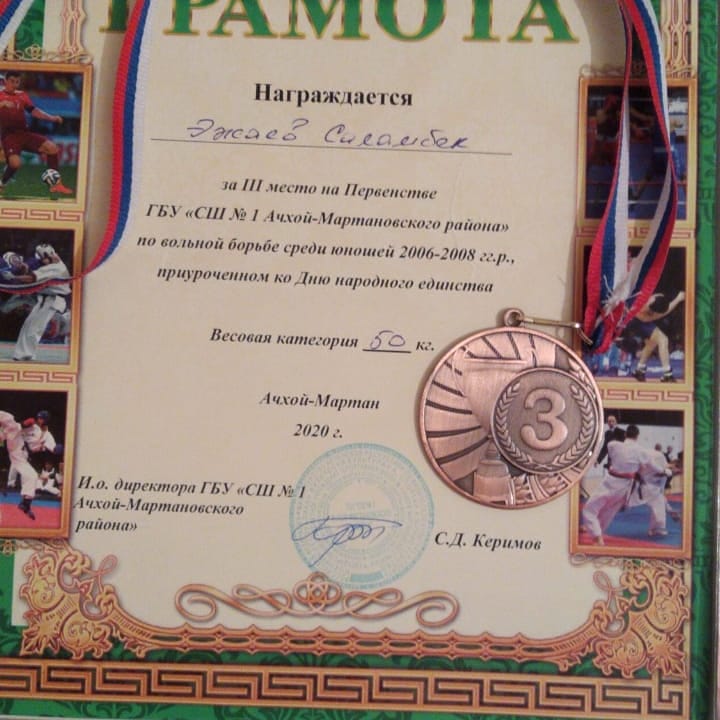 ГРАМОТА
Награждается
Эжаев Саламбек
за III место на Первенстве
ГБУ «СШ № 1 Ачхой-Мартановского района»
по вольной борьбе среди юношей 2006-2008 гг.р.,
приуроченном ко Дню народного единства
Весовая категория 50 кг.
Ачхой-Мартан
2020 г.
И.о. директора ГБУ «СШ № 1
Ачхой-Мартановского
района»
С.Д. Керимов
3